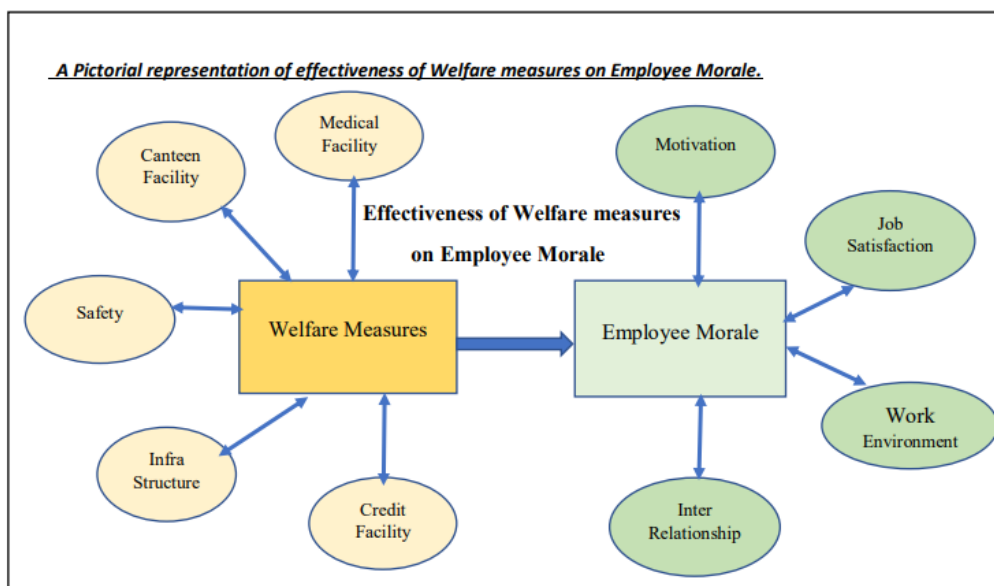 A Pictorial representation of effectiveness of Welfare measures on Employee Morale.
Medical
Facility
Canteen
Facility
Motivation
Effectiveness of Welfare measures
on Employee Morale
Job
Satisfaction
Safety
Welfare Measures
Employee Morale
Work
Environment
Infra
Structure
Credit
Facility
Inter
Relationship